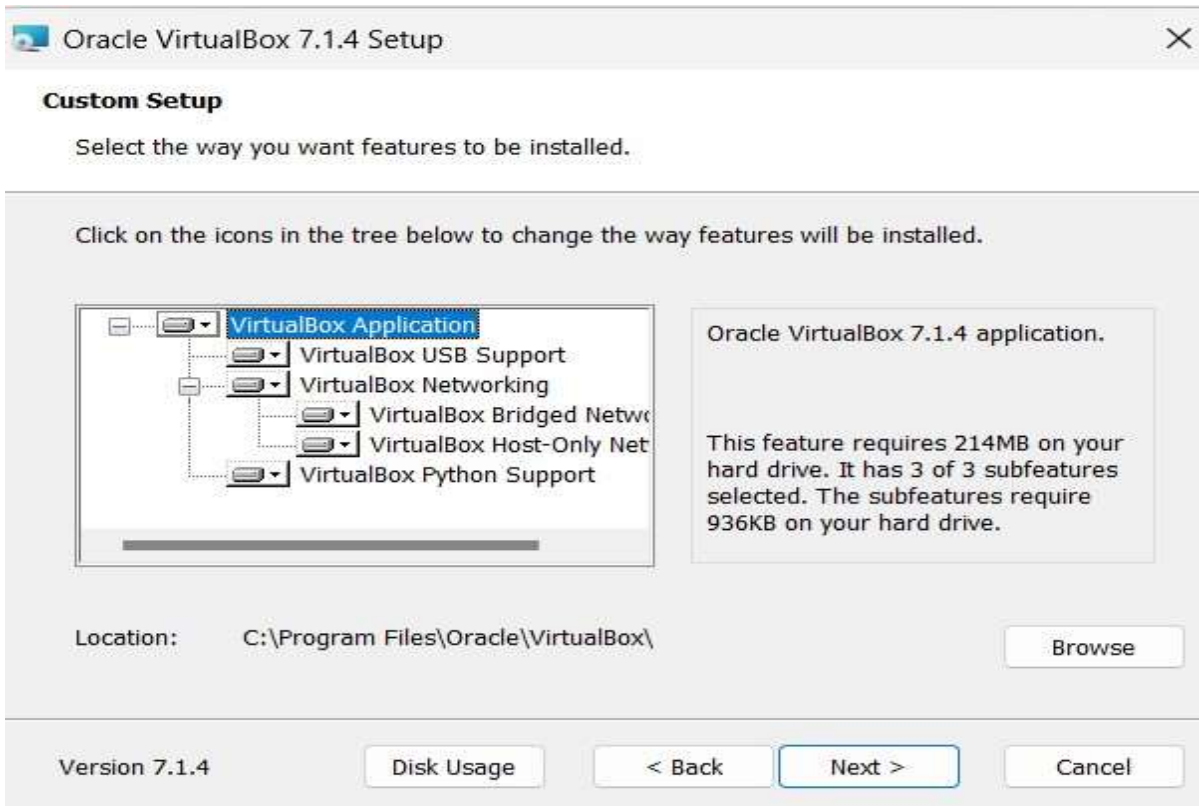 Oracle VirtualBox 7.1.4 Setup
Custom Setup
Select the way you want features to be installed.
Click on the icons in the tree below to change the way features will be installed.
VirtualBox Application
VirtualBox USB Support
VirtualBox Networking
VirtualBox Bridged Netwo
VirtualBox Host-Only Net
VirtualBox Python Support
Oracle VirtualBox 7.1.4 application.
This feature requires 214MB on your
hard drive. It has 3 of 3 subfeatures
selected. The subfeatures require
936KB on your hard drive.
Location: C:\Program Files\Oracle\VirtualBox\
Browse
Version 7.1.4 Disk Usage < Back Next > Cancel